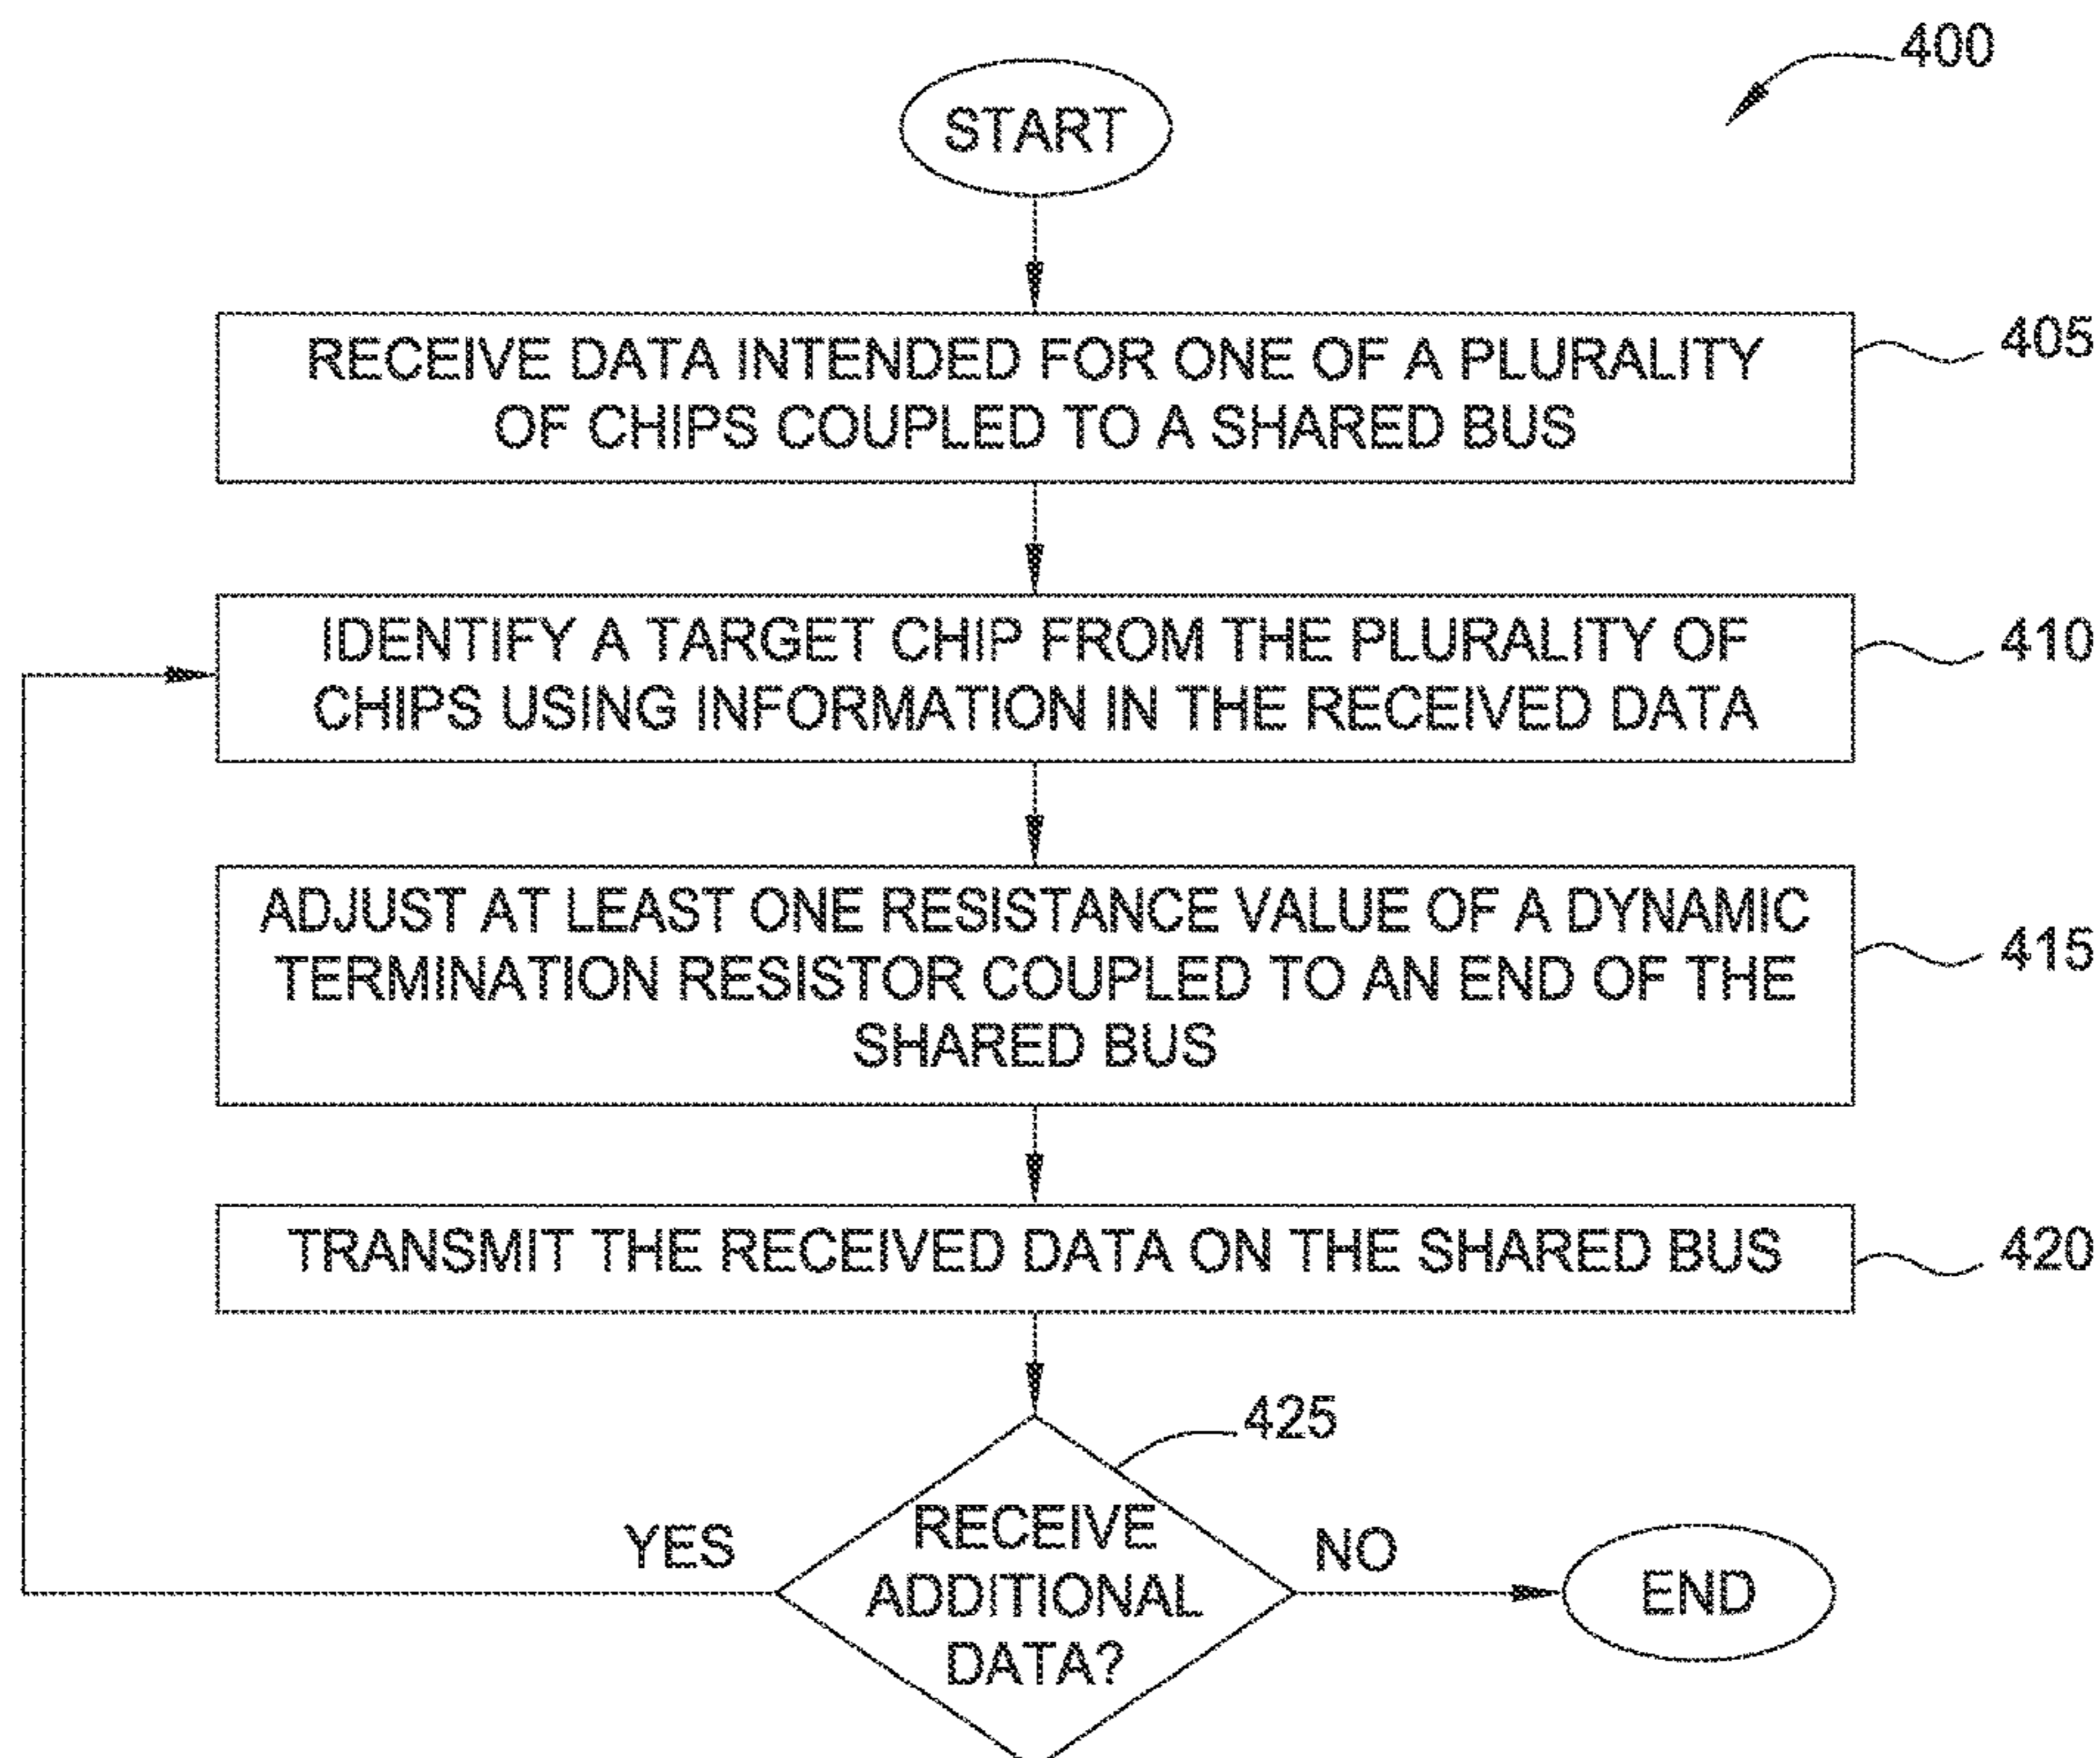 400
START
RECEIVE DATA INTENDED FOR ONE OF A PLURALITY
OF CHIPS COUPLED TO A SHARED BUS
405
IDENTIFY A TARGET CHIP FROM THE PLURALITY OF
CHIPS USING INFORMATION IN THE RECEIVED DATA
410
ADJUST AT LEAST ONE RESISTANCE VALUE OF A DYNAMIC
TERMINATION RESISTOR COUPLED TO AN END OF THE
SHARED BUS
415
TRANSMIT THE RECEIVED DATA ON THE SHARED BUS
420
425
RECEIVE
ADDITIONAL
DATA?
YES
NO
END